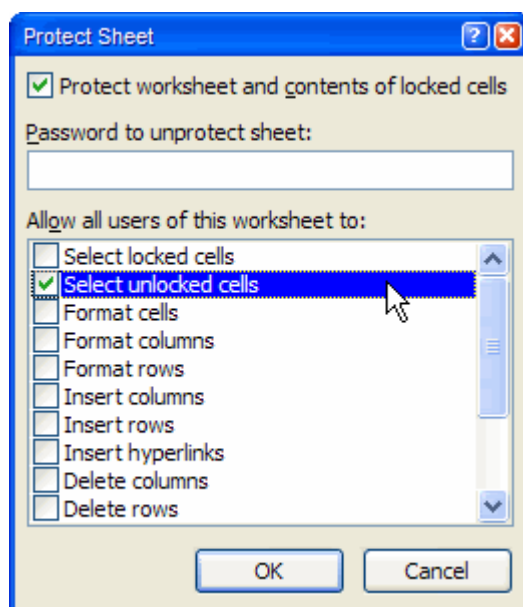 Protect Sheet
Protect worksheet and contents of locked cells
Password to unprotect sheet:
Allow all users of this worksheet to:
Select locked cells
Select unlocked cells
Format cells
Format columns
Format rows
Insert columns
Insert rows
Insert hyperlinks
Delete columns
Delete rows
OK Cancel